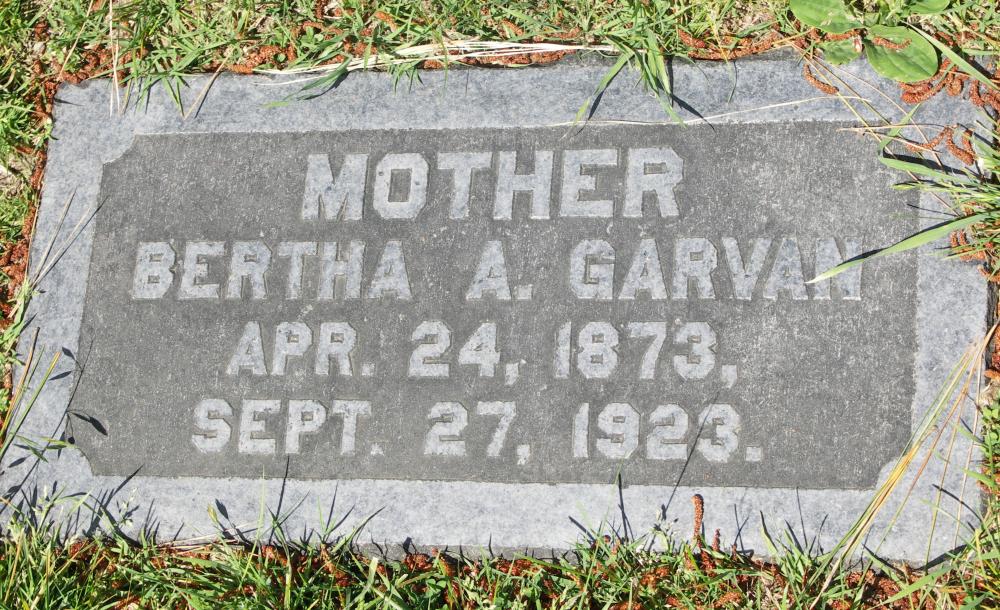 MOTHER
BERTHA A. GARVAN
APR. 24, 1873,
SEPT. 27, 1923.